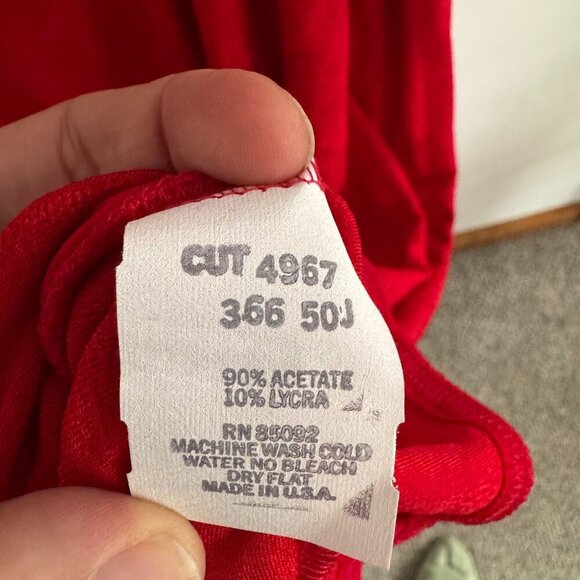 CUT 4967
366 50J
90% ACETATE
10% LYCRA
RN 85092
MACHINE WASH COLD
WATER NO BLEACH
DRY FLAT
MADE IN U.S.A.